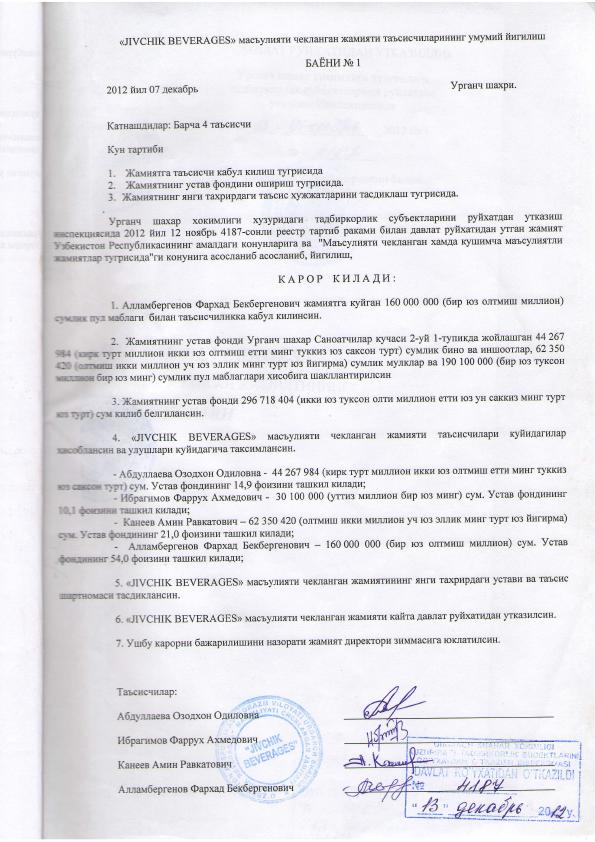 «JIVCHIK BEVERAGES» масъулияти чекланган жамияти таъсисчиларининг умумий йигилиш
БАЁНИ № 1
2012 йил 07 декабрь
Урганч шахри.
Катнашдилар: Барча 4 таъсисчи
Кун тартиби
1. Жамиятга таъсисчи кабул килиш тугрисида
2. Жамиятнинг устав фондини ошириш тугрисида.
3. Жамиятнинг янги тахрирдаги таъсис хужжатларини тасдиклаш тугрисида.
Урганч шахар хокимлиги хузуридаги тадбиркорлик субъектларини руйхатдан утказиш
инспекциясида 2012 йил 12 ноябрь 4187-сонли реестр тартиб раками билан давлат руйхатидан утган жамият
Узбекистон Республикасининг амалдаги конунларига ва "Маъсулияти чекланган хамда кушимча маъсулиятли
жамиятлар тугрисида"ги конунига асосланиб асосланиб, йигилиш,
К А Р О Р К И Л А Д И :
1. Алламбергенов Фархад Бекбергенович жамиятга куйган 160 000 000 (бир юз олтмиш миллион)
сумлик пул маблаги билан таъсисчиликка кабул килинсин.
2. Жамиятнинг устав фонди Урганч шахар Саноатчилар кучаси 2-уй 1-тупикда жойлашган 44 267
984 (кирк турт миллион икки юз олтмиш етти минг туккиз юз саксон турт) сумлик бино ва иншоотлар, 62 350
420 (олтмиш икки миллион уч юз эллик минг турт юз йигирма) сумлик мулклар ва 190 100 000 (бир юз туксон
миллион бир юз минг) сумлик пул маблаглари хисобига шакллантирилсин
3. Жамиятнинг устав фонди 296 718 404 (икки юз туксон олти миллион етти юз ун саккиз минг турт
юз турт) сум килиб белгилансин.
4. «JIVCHIK BEVERAGES» масъулияти чекланган жамияти таъсисчилари куйидагилар
хисоблансин ва улушлари куйидагича таксимлансин.
- Абдуллаева Озодхон Одиловна - 44 267 984 (кирк турт миллион икки юз олтмиш етти минг туккиз
юз саксон турт) сум. Устав фондининг 14,9 фоизини ташкил килади;
- Ибрагимов Фаррух Ахмедович - 30 100 000 (уттиз миллион бир юз минг) сум. Устав фондининг
10,1 фоизини ташкил килади;
- Канеев Амин Равкатович – 62 350 420 (олтмиш икки миллион уч юз эллик минг турт юз йигирма)
сум. Устав фондининг 21,0 фоизини ташкил килади;
- Алламбергенов Фархад Бекбергенович – 160 000 000 (бир юз олтмиш миллион) сум. Устав
фондининг 54,0 фоизини ташкил килади;
5. «JIVCHIK BEVERAGES» масъулияти чекланган жамиятининг янги тахрирдаги устави ва таъсис
шартномаси тасдиклансин.
6. «JIVCHIK BEVERAGES» масъулияти чекланган жамияти кайта давлат руйхатидан утказилсин.
7. Ушбу карорни бажарилишини назорати жамият директори зиммасига юклатилсин.
Таъсисчилар:
Абдуллаева Озодхон Одиловна
Ибрагимов Фаррух Ахмедович
Канеев Амин Равкатович
Алламбергенов Фархад Бекбергенович
"JIVCHIK
BEVERAGES"
URGANCH SHAHAR HOKIMLIGI
DAVLAT RO'YXATIDAN O'TKAZILDI
№ 4187
"13" декабрь 2012 y.